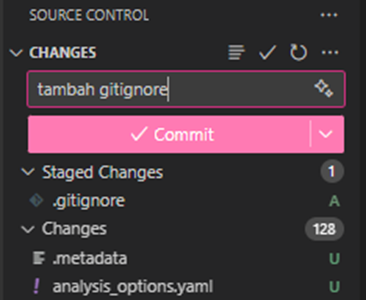 SOURCE CONTROL
CHANGES
tambah gitignore
Commit
Staged Changes 1
.gitignore A
Changes 128
.metadata U
! analysis_options.yaml U